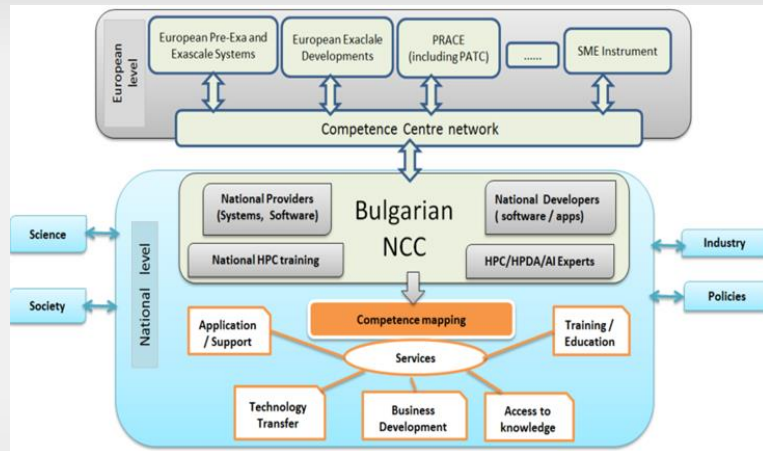 European level
European Pre-Exa and
Exascale Systems
European Exaclale
Developments
PRACE
(including PATC)
......
SME Instrument
Competence Centre network
National level
National Providers
(Systems, Software)
Bulgarian
NCC
National Developers
( software / apps)
National HPC training
HPC/HPDA/AI Experts
Science
Society
Industry
Policies
Competence mapping
Application
/ Support
Services
Training /
Education
Technology
Transfer
Business
Development
Access to
knowledge